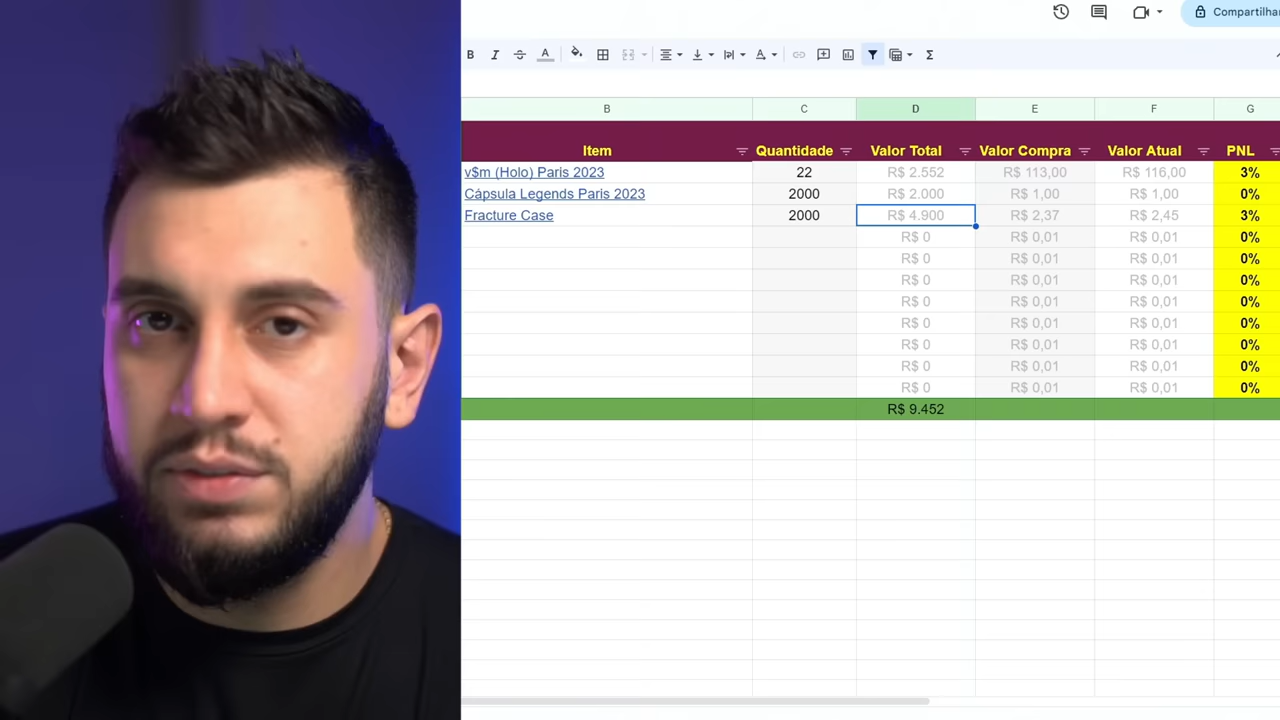 Compartilhar
B I S A
B C D E F G
Item Quantidade Valor Total Valor Compra Valor Atual PNL
v$m (Holo) Paris 2023 22 R$ 2.552 R$ 113,00 R$ 116,00 3%
Cápsula Legends Paris 2023 2000 R$ 2.000 R$ 1,00 R$ 1,00 0%
Fracture Case 2000 R$ 4.900 R$ 2,37 R$ 2,45 3%
R$ 0 R$ 0,01 R$ 0,01 0%
R$ 0 R$ 0,01 R$ 0,01 0%
R$ 0 R$ 0,01 R$ 0,01 0%
R$ 0 R$ 0,01 R$ 0,01 0%
R$ 0 R$ 0,01 R$ 0,01 0%
R$ 0 R$ 0,01 R$ 0,01 0%
R$ 0 R$ 0,01 R$ 0,01 0%
R$ 0 R$ 0,01 R$ 0,01 0%
R$ 9.452